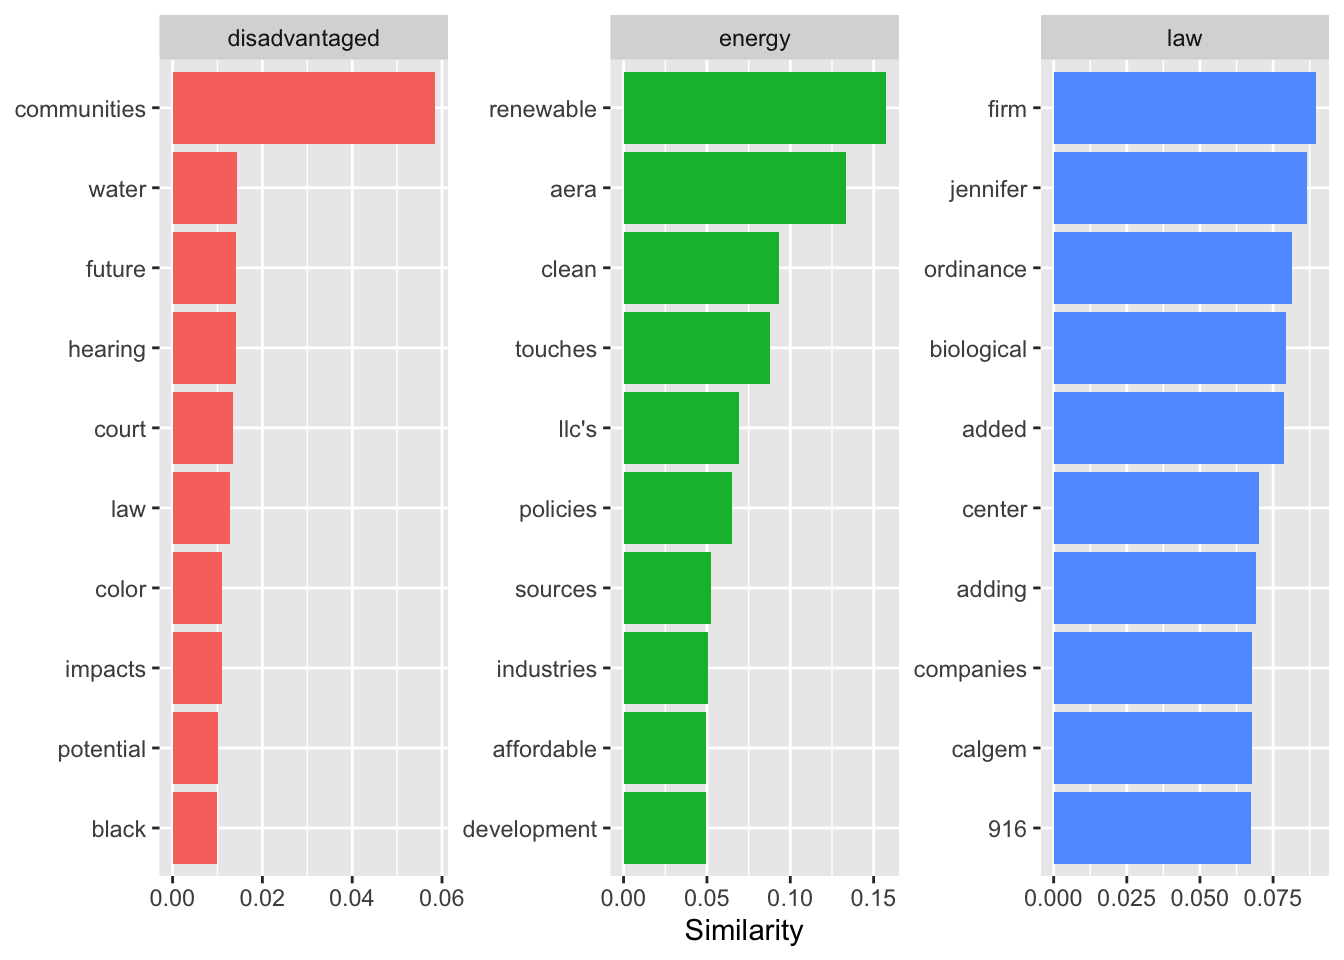 disadvantaged
communities
water
future
hearing
court
law
color
impacts
potential
black
0.00 0.02 0.04 0.06
energy
renewable
aera
clean
touches
llc's
policies
sources
industries
affordable
development
0.00 0.05 0.10 0.15
law
firm
jennifer
ordinance
biological
added
center
adding
companies
calgem
916
0.000 0.025 0.050 0.075
Similarity